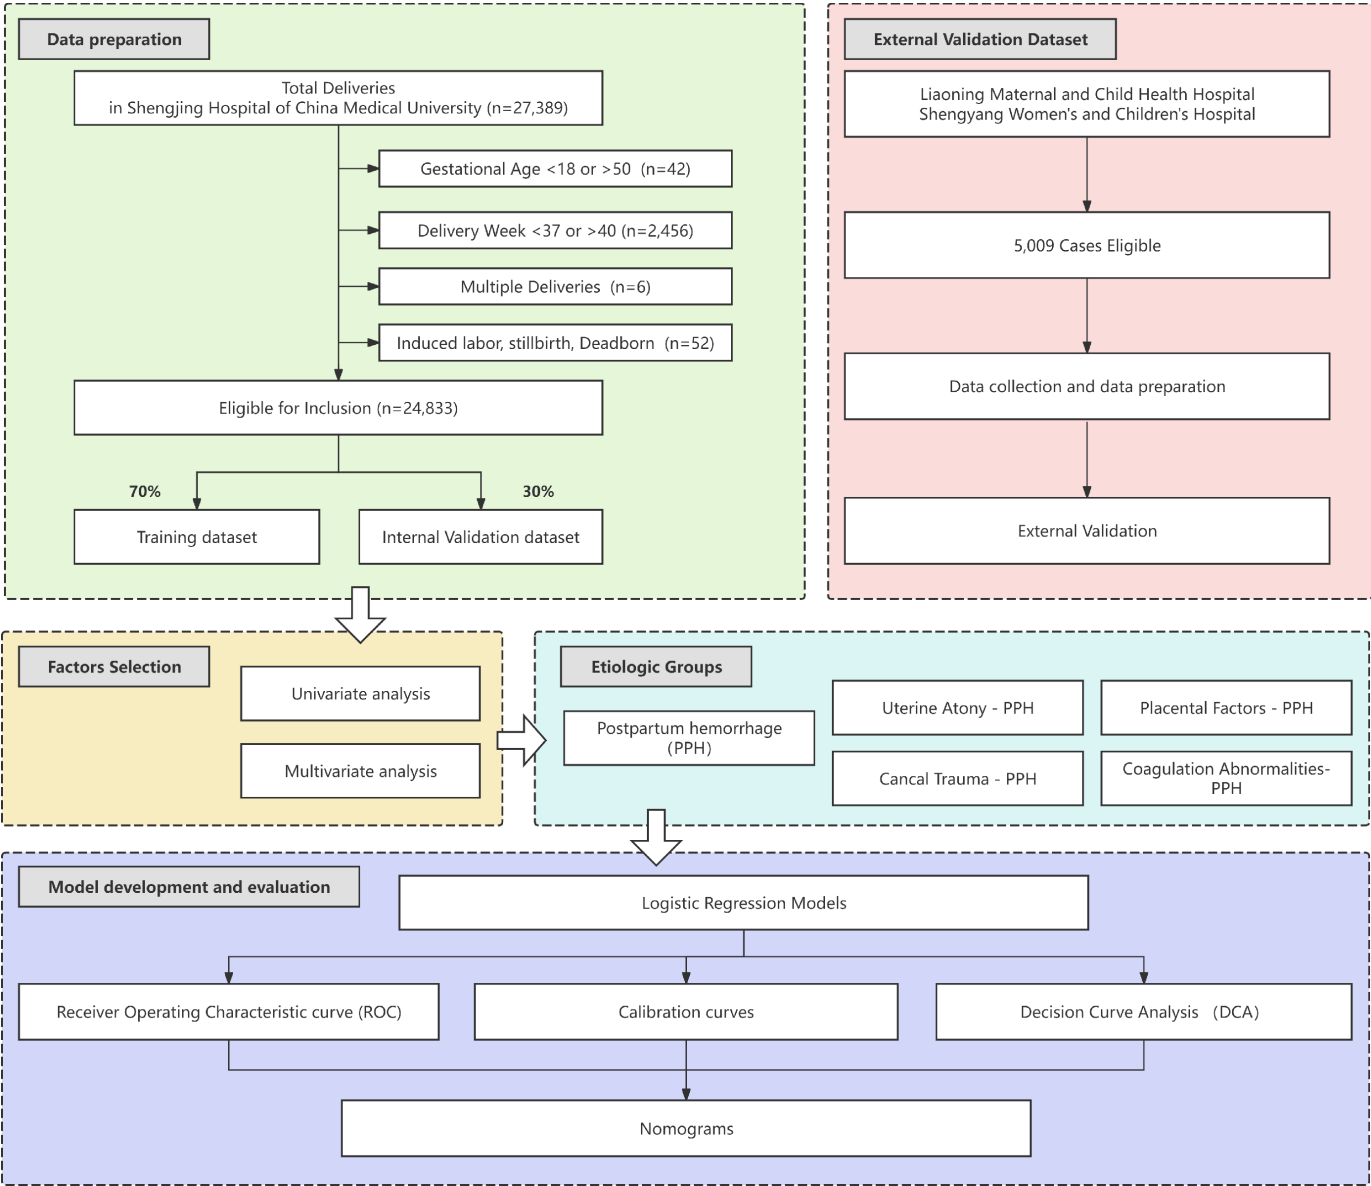 Data preparation
Total Deliveries
in Shengjing Hospital of China Medical University (n=27,389)
Gestational Age <18 or >50 (n=42)
Delivery Week <37 or >40 (n=2,456)
Multiple Deliveries (n=6)
Induced labor, stillbirth, Deadborn (n=52)
Eligible for Inclusion (n=24,833)
70%
30%
Training dataset
Internal Validation dataset
External Validation Dataset
Liaoning Maternal and Child Health Hospital
Shengyang Women's and Children's Hospital
5,009 Cases Eligible
Data collection and data preparation
External Validation
Factors Selection
Univariate analysis
Multivariate analysis
Etiologic Groups
Postpartum hemorrhage
(PPH)
Uterine Atony - PPH
Placental Factors - PPH
Cancal Trauma - PPH
Coagulation Abnormalities-
PPH
Model development and evaluation
Logistic Regression Models
Receiver Operating Characteristic curve (ROC)
Calibration curves
Decision Curve Analysis （DCA）
Nomograms